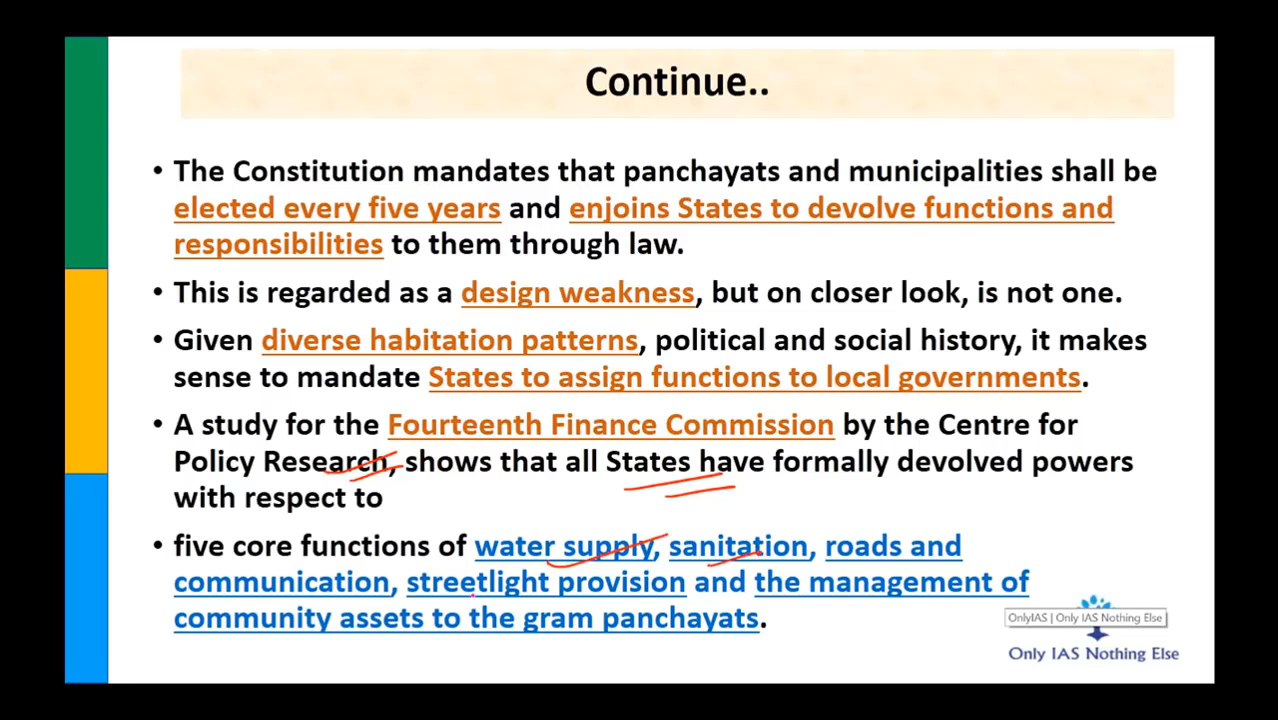 Continue..
• The Constitution mandates that panchayats and municipalities shall be
elected every five years and enjoins States to devolve functions and
responsibilities to them through law.
• This is regarded as a design weakness, but on closer look, is not one.
• Given diverse habitation patterns, political and social history, it makes
sense to mandate States to assign functions to local governments.
• A study for the Fourteenth Finance Commission by the Centre for
Policy Research, shows that all States have formally devolved powers
with respect to
• five core functions of water supply, sanitation, roads and
communication, streetlight provision and the management of
community assets to the gram panchayats.
OnlyIAS | Only IAS Nothing Else
Only IAS Nothing Else